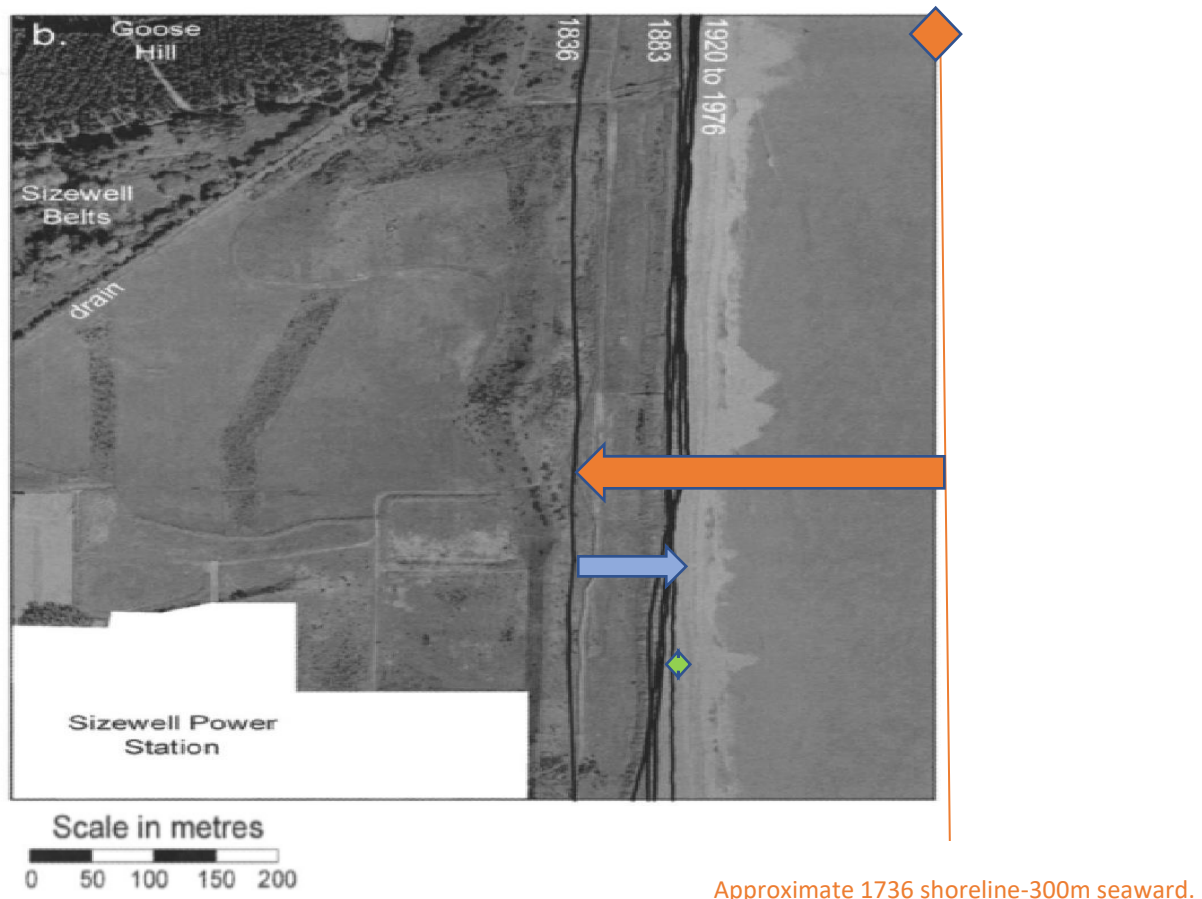 b.
Goose
Hill
1836
1883
1920 to 1976
Sizewell
Belts
drain
Sizewell Power
Station
Scale in metres
0 50 100 150 200
Approximate 1736 shoreline-300m seaward.